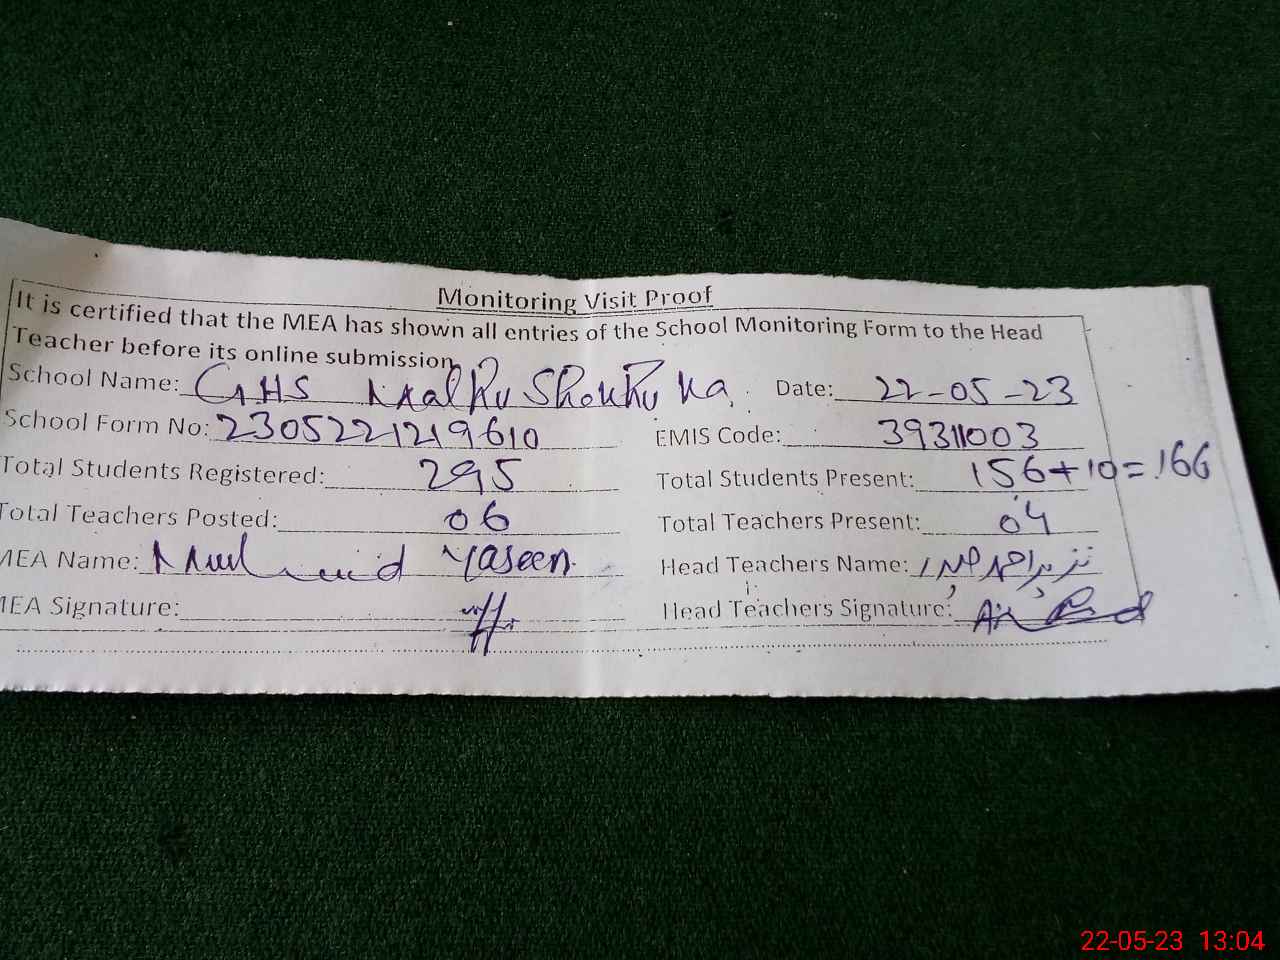 Monitoring Visit Proof
It is certified that the MEA has shown all entries of the School Monitoring Form to the Head
Teacher before its online submission
School Name: GHS Malku Shouku Ka. Date: 22-05-23
School Form No: 2305221219610 EMIS Code: 39311003
Total Students Registered: 295 Total Students Present: 156+10=166
Total Teachers Posted: 06 Total Teachers Present: 04
MEA Name: Yaseen. Head Teachers Name:
MEA Signature: Head Teachers Signature:
22-05-23 13:04